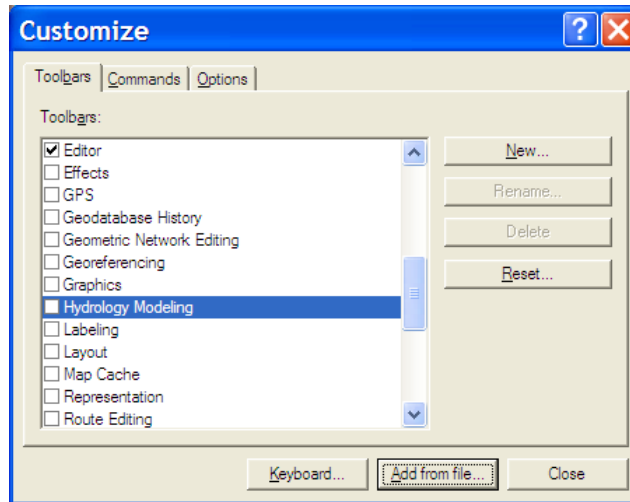 Customize
Toolbars Commands Options
Toolbars:
Editor
Effects
GPS
Geodatabase History
Geometric Network Editing
Georeferencing
Graphics
Hydrology Modeling
Labeling
Layout
Map Cache
Representation
Route Editing
New...
Rename...
Delete
Reset...
Keyboard... Add from file... Close